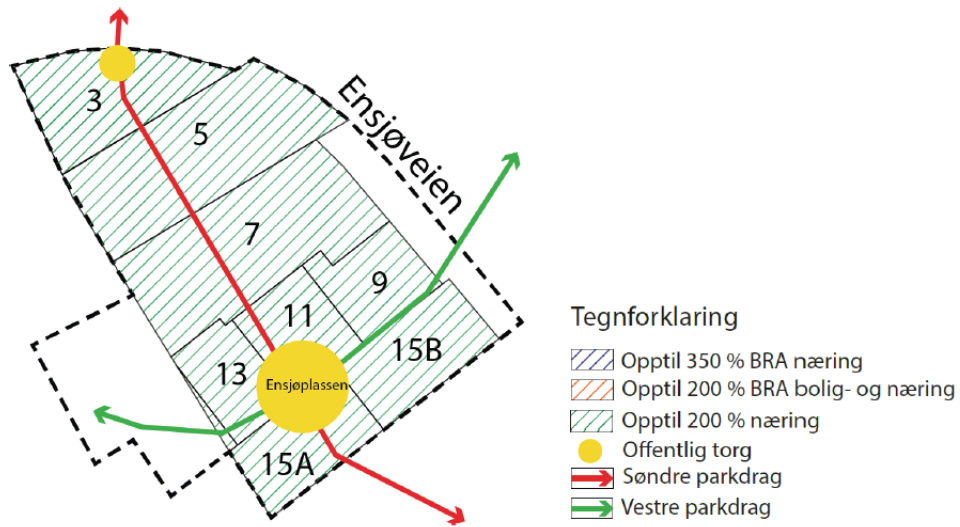 3
5
Ensjøveien
7
9
11
15B
13
Ensjøplassen
15A
Tegnforklaring
Opptil 350 % BRA næring
Opptil 200 % BRA bolig- og næring
Opptil 200 % næring
Offentlig torg
Søndre parkdrag
Vestre parkdrag